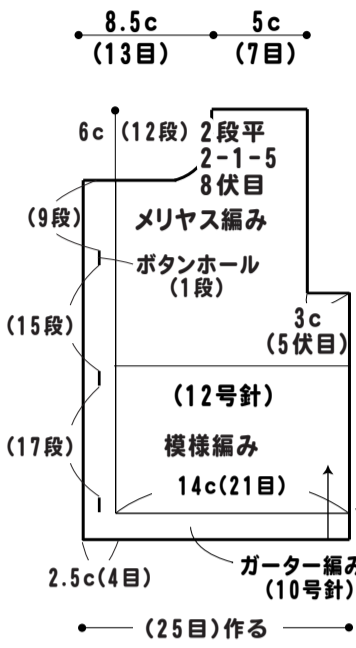 8.5c
(13目)
5c
(7目)
6c (12段)
2段平
2-1-5
8伏目
(9段)
メリヤス編み
ボタンホール
(1段)
(15段)
3c
(5伏目)
(12号針)
(17段)
模様編み
14c(21目)
2.5c(4目)
ガーター編み
(10号針)
(25目)作る